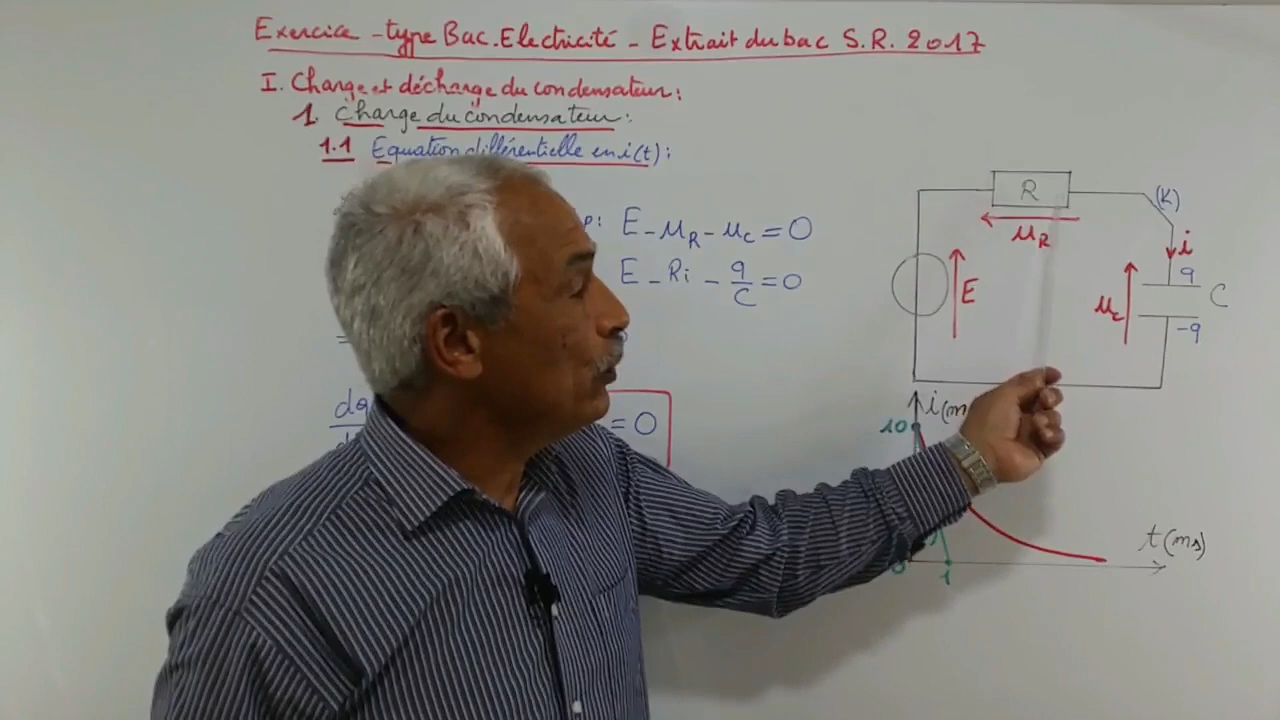 Exercice - type Bac. Electricité - Extrait du bac S.R. 2017
I. Charge et décharge du condensateur :
1. Charge du condensateur :
1.1 Equation différentielle en i(t) :
: E - uR - uC = 0
E - Ri - q/C = 0
=
dq
= 0
R
(K)
uR
i
q
E
uC
C
-q
i(m
10
t(ms)
0
1